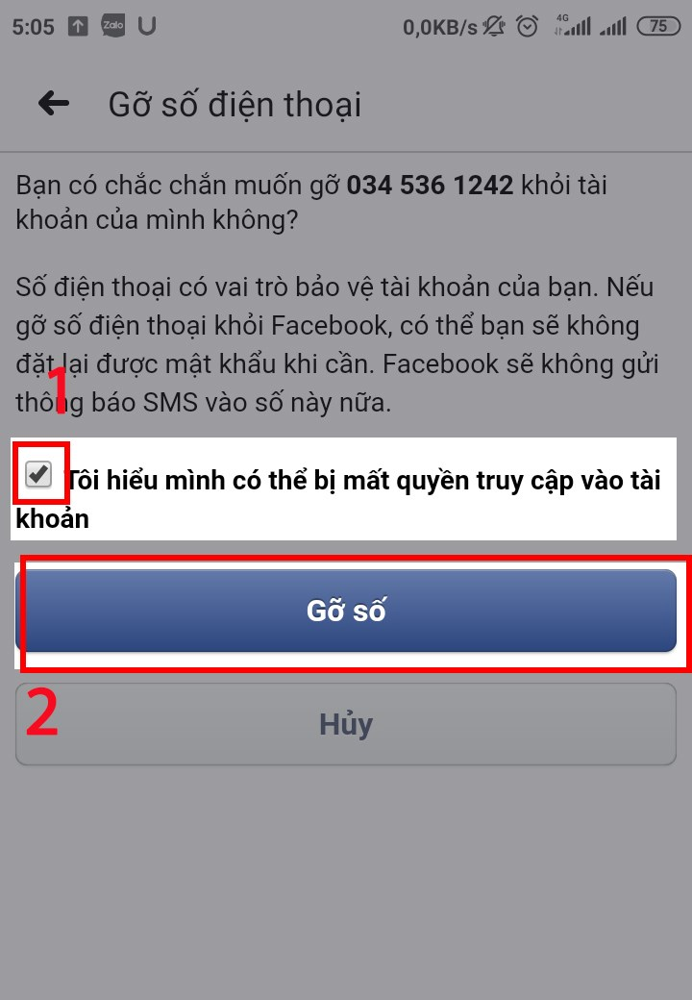 5:05 Zalo 0,0KB/s 4G 75
Gỡ số điện thoại
Bạn có chắc chắn muốn gỡ 034 536 1242 khỏi tài
khoản của mình không?
Số điện thoại có vai trò bảo vệ tài khoản của bạn. Nếu
gỡ số điện thoại khỏi Facebook, có thể bạn sẽ không
đặt lại được mật khẩu khi cần. Facebook sẽ không gửi
thông báo SMS vào số này nữa.
1
Tôi hiểu mình có thể bị mất quyền truy cập vào tài
khoản
Gỡ số
2
Hủy